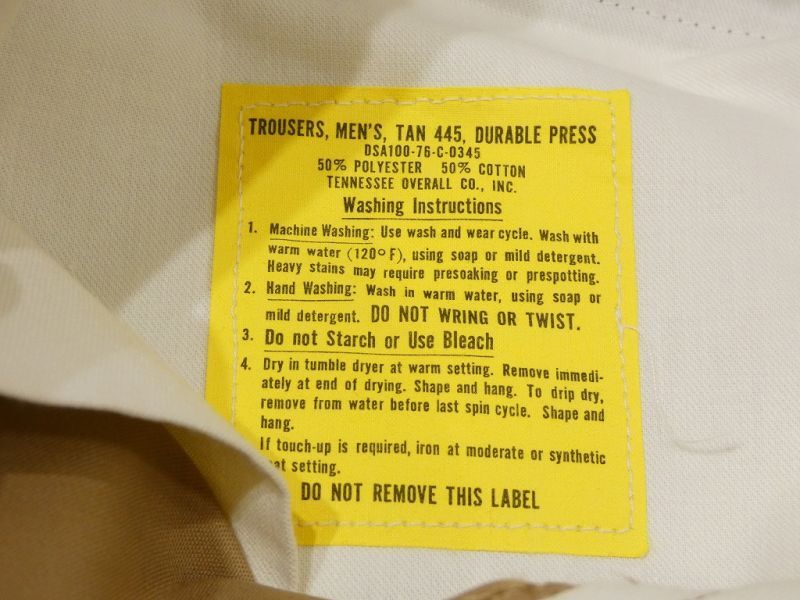 TROUSERS, MEN'S, TAN 445, DURABLE PRESS
DSA100-76-C-0345
50% POLYESTER 50% COTTON
TENNESSEE OVERALL CO., INC.
Washing Instructions
1. Machine Washing: Use wash and wear cycle. Wash with
warm water (120° F), using soap or mild detergent.
Heavy stains may require presoaking or prespotting.
2. Hand Washing: Wash in warm water, using soap or
mild detergent. DO NOT WRING OR TWIST.
3. Do not Starch or Use Bleach
4. Dry in tumble dryer at warm setting. Remove immedi-
ately at end of drying. Shape and hang. To drip dry,
remove from water before last spin cycle. Shape and
hang.
If touch-up is required, iron at moderate or synthetic
setting.
DO NOT REMOVE THIS LABEL